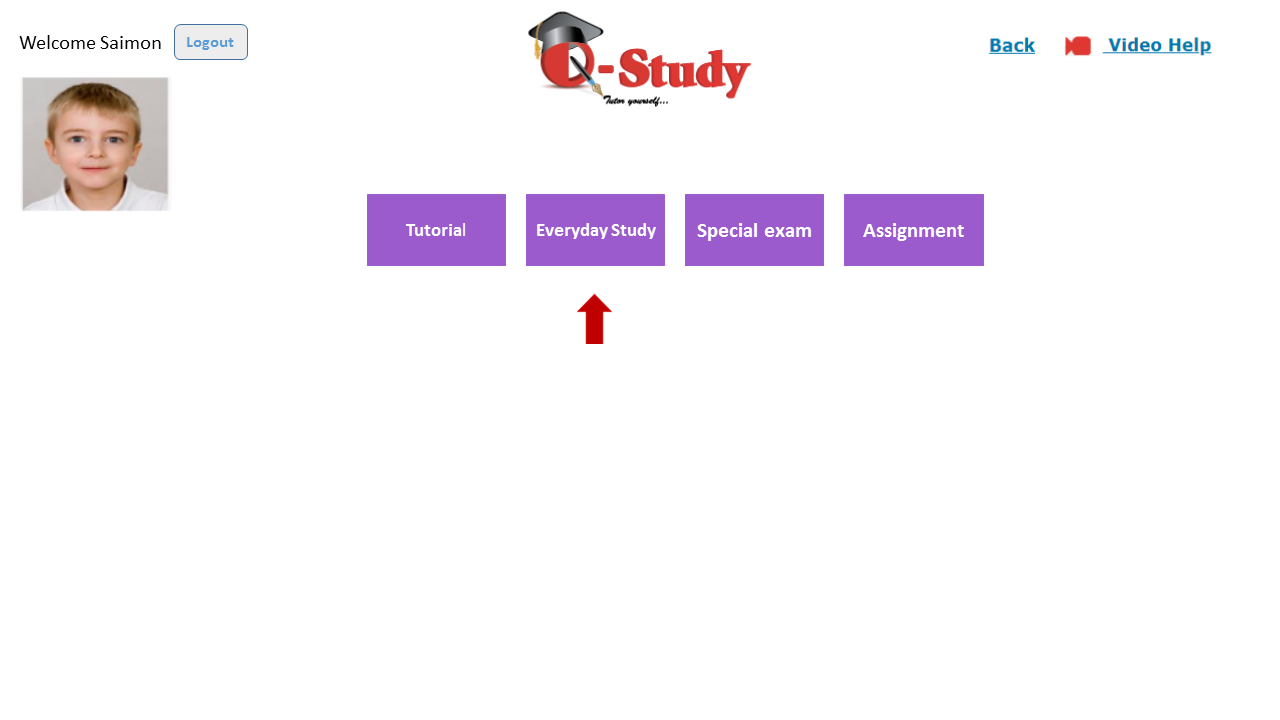 Welcome Saimon
Logout
Q-Study
Tutor yourself...
Back
Video Help
Tutorial
Everyday Study
Special exam
Assignment